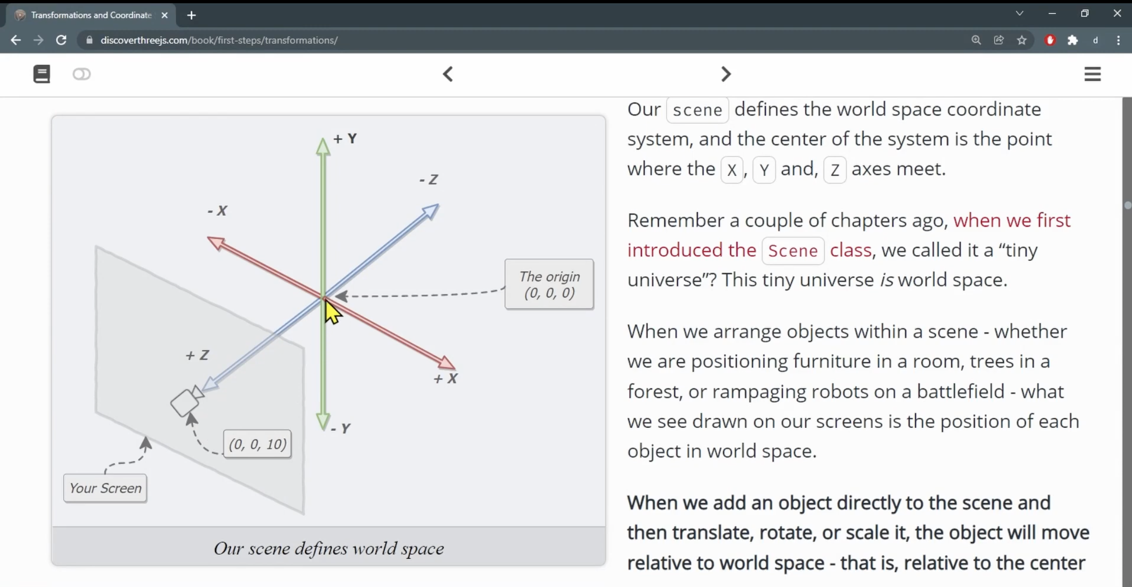 Transformations and Coordinate
discoverthreejs.com/book/first-steps/transformations/
d
+ Y
- Z
- X
The origin
(0, 0, 0)
+ Z
+ X
(0, 0, 10)
- Y
Your Screen
Our scene defines world space
Our scene defines the world space coordinate
system, and the center of the system is the point
where the X, Y and, Z axes meet.
Remember a couple of chapters ago, when we first
introduced the Scene class, we called it a “tiny
universe”? This tiny universe is world space.
When we arrange objects within a scene - whether
we are positioning furniture in a room, trees in a
forest, or rampaging robots on a battlefield - what
we see drawn on our screens is the position of each
object in world space.
When we add an object directly to the scene and
then translate, rotate, or scale it, the object will move
relative to world space - that is, relative to the center